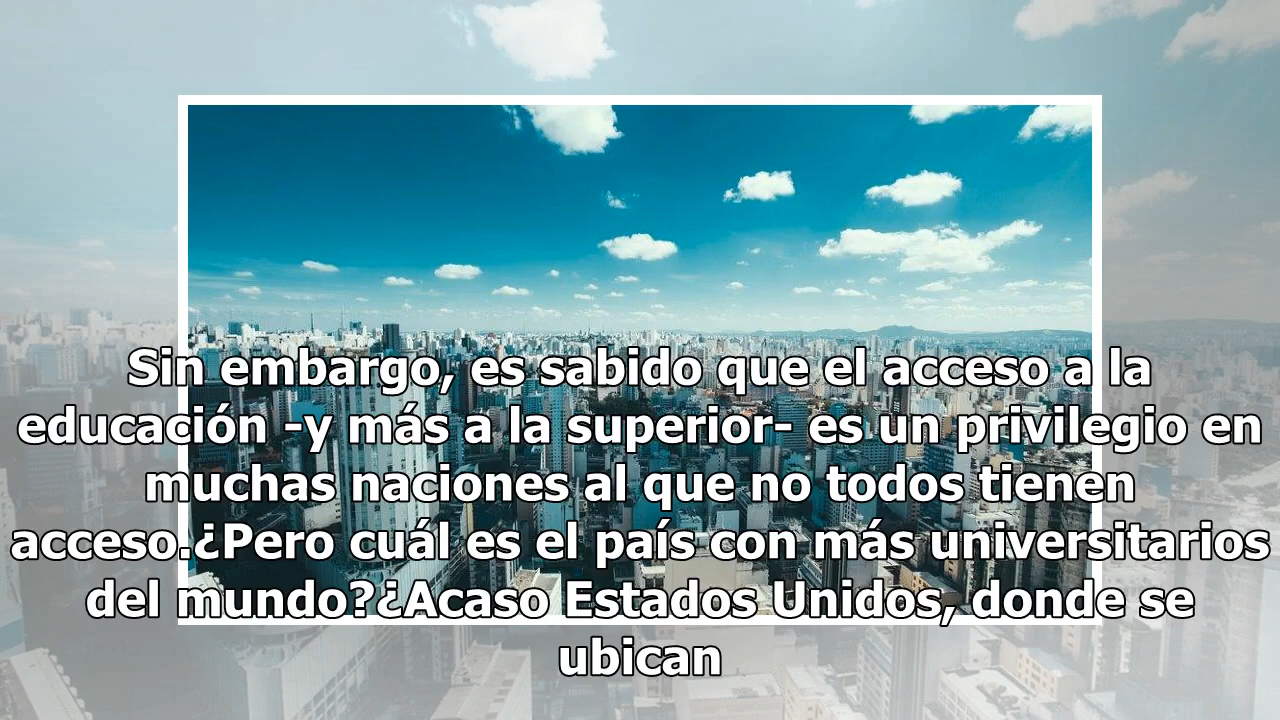 Sin embargo, es sabido que el acceso a la
educación -y más a la superior- es un privilegio en
muchas naciones al que no todos tienen
acceso.¿Pero cuál es el país con más universitarios
del mundo?¿Acaso Estados Unidos, donde se
ubican